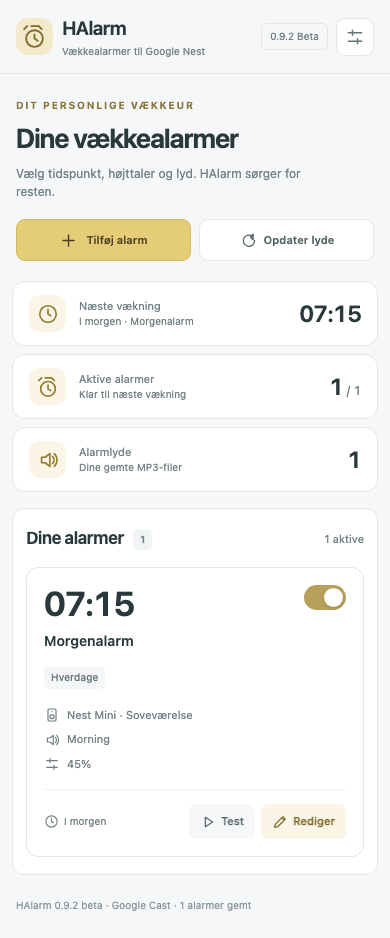 HAlarm
Vækkealarmer til Google Nest
0.9.2 Beta
DIT PERSONLIGE VÆKKEUR
Dine vækkealarmer
Vælg tidspunkt, højttaler og lyd. HAlarm sørger for
resten.
Tilføj alarm
Opdater lyde
Næste vækning
I morgen · Morgenalarm
07:15
Aktive alarmer
Klar til næste vækning
1 / 1
Alarmlyde
Dine gemte MP3-filer
1
Dine alarmer 1
1 aktive
07:15
Morgenalarm
Hverdage
Nest Mini · Soveværelse
Morning
45%
I morgen
Test
Rediger
HAlarm 0.9.2 beta · Google Cast · 1 alarmer gemt